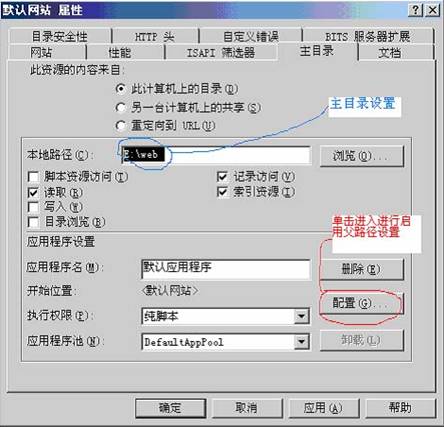 默认网站 属性
目录安全性 HTTP 头 自定义错误 BITS 服务器扩展
网站 性能 ISAPI 筛选器 主目录 文档
此资源的内容来自:
此计算机上的目录(D)
另一台计算机上的共享(S)
重定向到 URL(U)
主目录设置
本地路径(C): E:\web 浏览(O)...
脚本资源访问(T) 记录访问(V)
读取(R) 索引资源(I)
写入(W)
目录浏览(B)
单击进入进行启用父路径设置
应用程序设置
应用程序名(M): 默认应用程序 删除(E)
开始位置: <默认网站>
执行权限(P): 纯脚本 配置(G)...
应用程序池(N): DefaultAppPool 卸载(L)
确定 取消 应用(A) 帮助